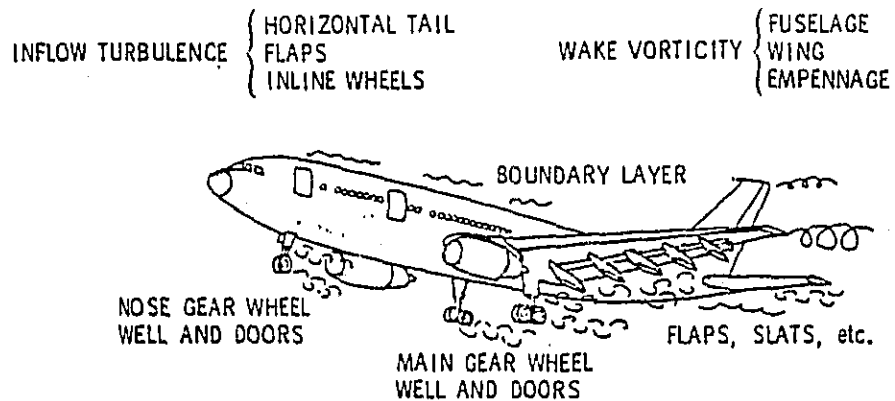 INFLOW TURBULENCE
HORIZONTAL TAIL
FLAPS
INLINE WHEELS
WAKE VORTICITY
FUSELAGE
WING
EMPENNAGE
BOUNDARY LAYER
NOSE GEAR WHEEL
WELL AND DOORS
MAIN GEAR WHEEL
WELL AND DOORS
FLAPS, SLATS, etc.